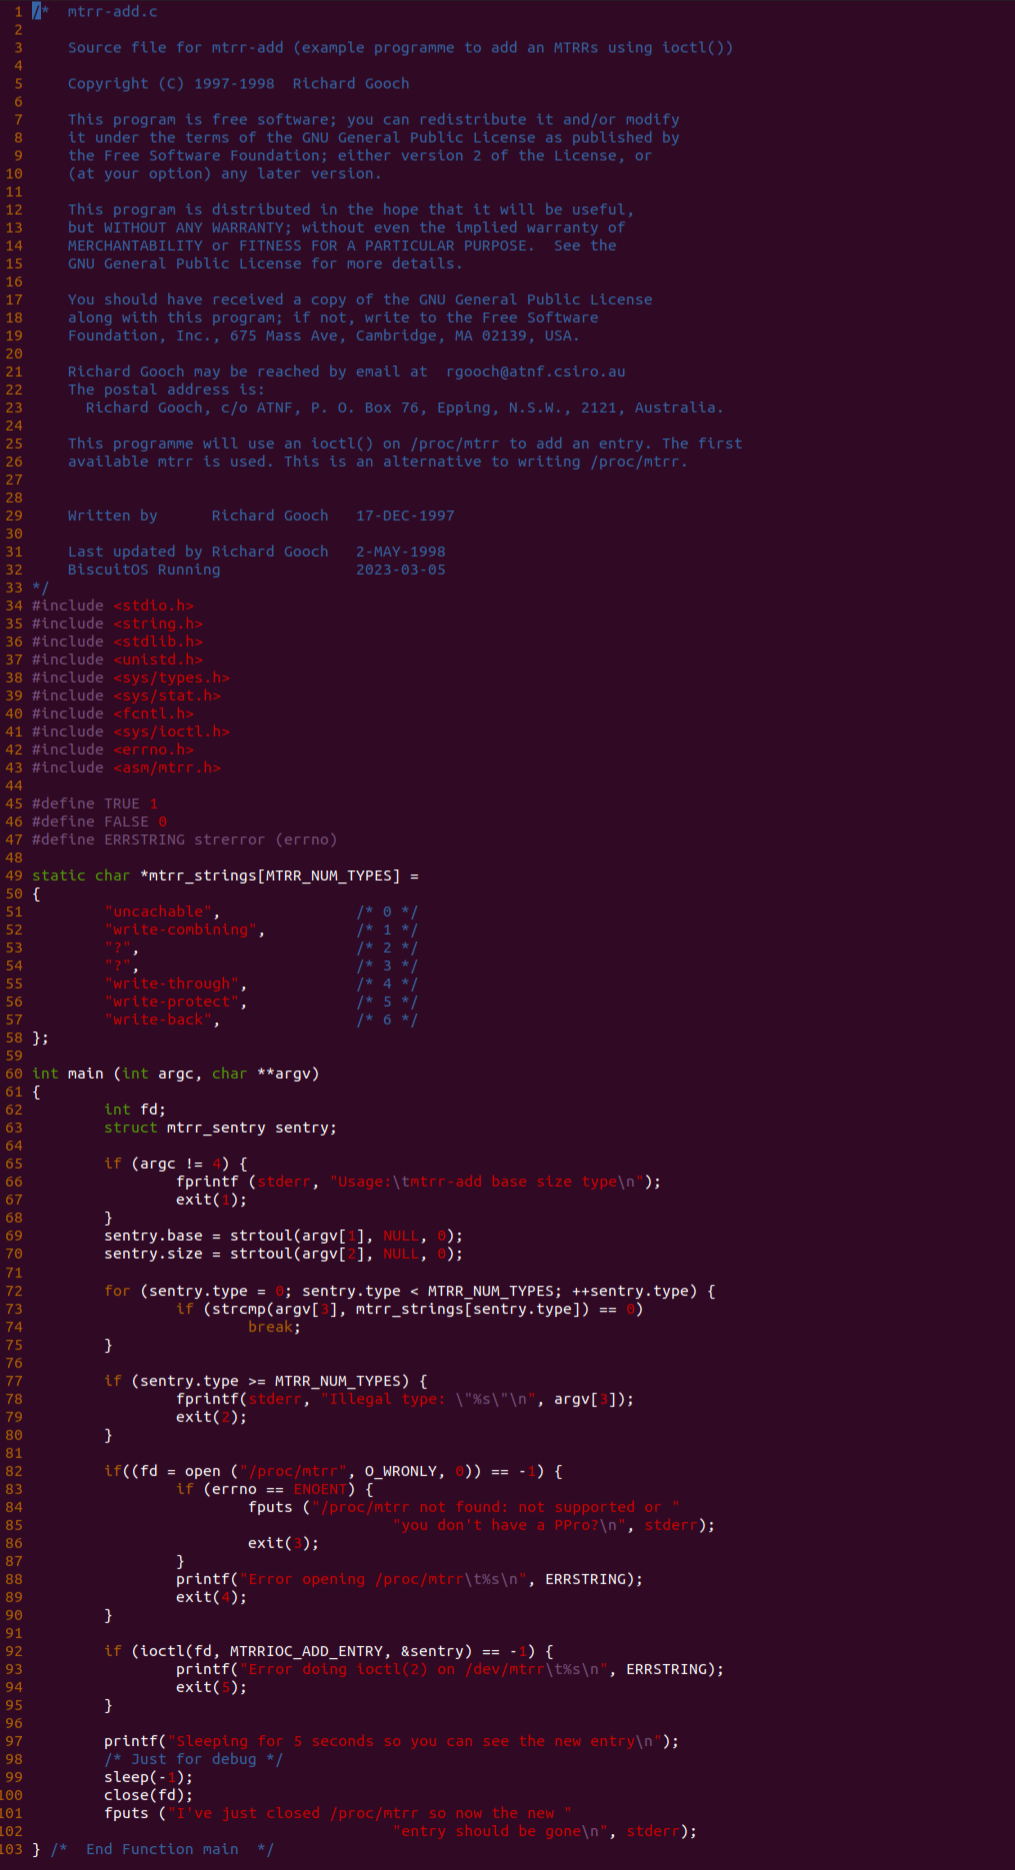 1 /*  mtrr-add.c
2
3     Source file for mtrr-add (example programme to add an MTRRs using ioctl())
4
5     Copyright (C) 1997-1998  Richard Gooch
6
7     This program is free software; you can redistribute it and/or modify
8     it under the terms of the GNU General Public License as published by
9     the Free Software Foundation; either version 2 of the License, or
10     (at your option) any later version.
11
12     This program is distributed in the hope that it will be useful,
13     but WITHOUT ANY WARRANTY; without even the implied warranty of
14     MERCHANTABILITY or FITNESS FOR A PARTICULAR PURPOSE.  See the
15     GNU General Public License for more details.
16
17     You should have received a copy of the GNU General Public License
18     along with this program; if not, write to the Free Software
19     Foundation, Inc., 675 Mass Ave, Cambridge, MA 02139, USA.
20
21     Richard Gooch may be reached by email at  rgooch@atnf.csiro.au
22     The postal address is:
23       Richard Gooch, c/o ATNF, P. O. Box 76, Epping, N.S.W., 2121, Australia.
24
25     This programme will use an ioctl() on /proc/mtrr to add an entry. The first
26     available mtrr is used. This is an alternative to writing /proc/mtrr.
27
28
29     Written by      Richard Gooch   17-DEC-1997
30
31     Last updated by Richard Gooch   2-MAY-1998
32     BiscuitOS Running               2023-03-05
33 */
34 #include <stdio.h>
35 #include <string.h>
36 #include <stdlib.h>
37 #include <unistd.h>
38 #include <sys/types.h>
39 #include <sys/stat.h>
40 #include <fcntl.h>
41 #include <sys/ioctl.h>
42 #include <errno.h>
43 #include <asm/mtrr.h>
44
45 #define TRUE 1
46 #define FALSE 0
47 #define ERRSTRING strerror (errno)
48
49 static char *mtrr_strings[MTRR_NUM_TYPES] =
50 {
51         "uncachable",               /* 0 */
52         "write-combining",          /* 1 */
53         "?",                        /* 2 */
54         "?",                        /* 3 */
55         "write-through",            /* 4 */
56         "write-protect",            /* 5 */
57         "write-back",               /* 6 */
58 };
59
60 int main (int argc, char **argv)
61 {
62         int fd;
63         struct mtrr_sentry sentry;
64
65         if (argc != 4) {
66                 fprintf (stderr, "Usage:\tmtrr-add base size type\n");
67                 exit(1);
68         }
69         sentry.base = strtoul(argv[1], NULL, 0);
70         sentry.size = strtoul(argv[2], NULL, 0);
71
72         for (sentry.type = 0; sentry.type < MTRR_NUM_TYPES; ++sentry.type) {
73                 if (strcmp(argv[3], mtrr_strings[sentry.type]) == 0)
74                         break;
75         }
76
77         if (sentry.type >= MTRR_NUM_TYPES) {
78                 fprintf(stderr, "Illegal type: \"%s\"\n", argv[3]);
79                 exit(2);
80         }
81
82         if((fd = open ("/proc/mtrr", O_WRONLY, 0)) == -1) {
83                 if (errno == ENOENT) {
84                         fputs ("/proc/mtrr not found: not supported or "
85                                         "you don't have a PPro?\n", stderr);
86                         exit(3);
87                 }
88                 printf("Error opening /proc/mtrr\t%s\n", ERRSTRING);
89                 exit(4);
90         }
91
92         if (ioctl(fd, MTRRIOC_ADD_ENTRY, &sentry) == -1) {
93                 printf("Error doing ioctl(2) on /dev/mtrr\t%s\n", ERRSTRING);
94                 exit(5);
95         }
96
97         printf("Sleeping for 5 seconds so you can see the new entry\n");
98         /* Just for debug */
99         sleep(-1);
100         close(fd);
101         fputs ("I've just closed /proc/mtrr so now the new "
102                                         "entry should be gone\n", stderr);
103 } /*  End Function main  */